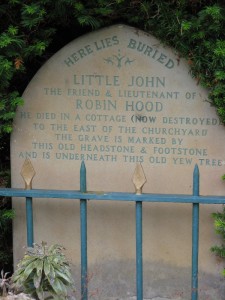 HERE LIES BURIED
LITTLE JOHN
THE FRIEND & LIEUTENANT OF
ROBIN HOOD
HE DIED IN A COTTAGE (NOW DESTROYED)
TO THE EAST OF THE CHURCHYARD
THE GRAVE IS MARKED BY
THIS OLD HEADSTONE & FOOTSTONE
AND IS UNDERNEATH THIS OLD YEW TREE